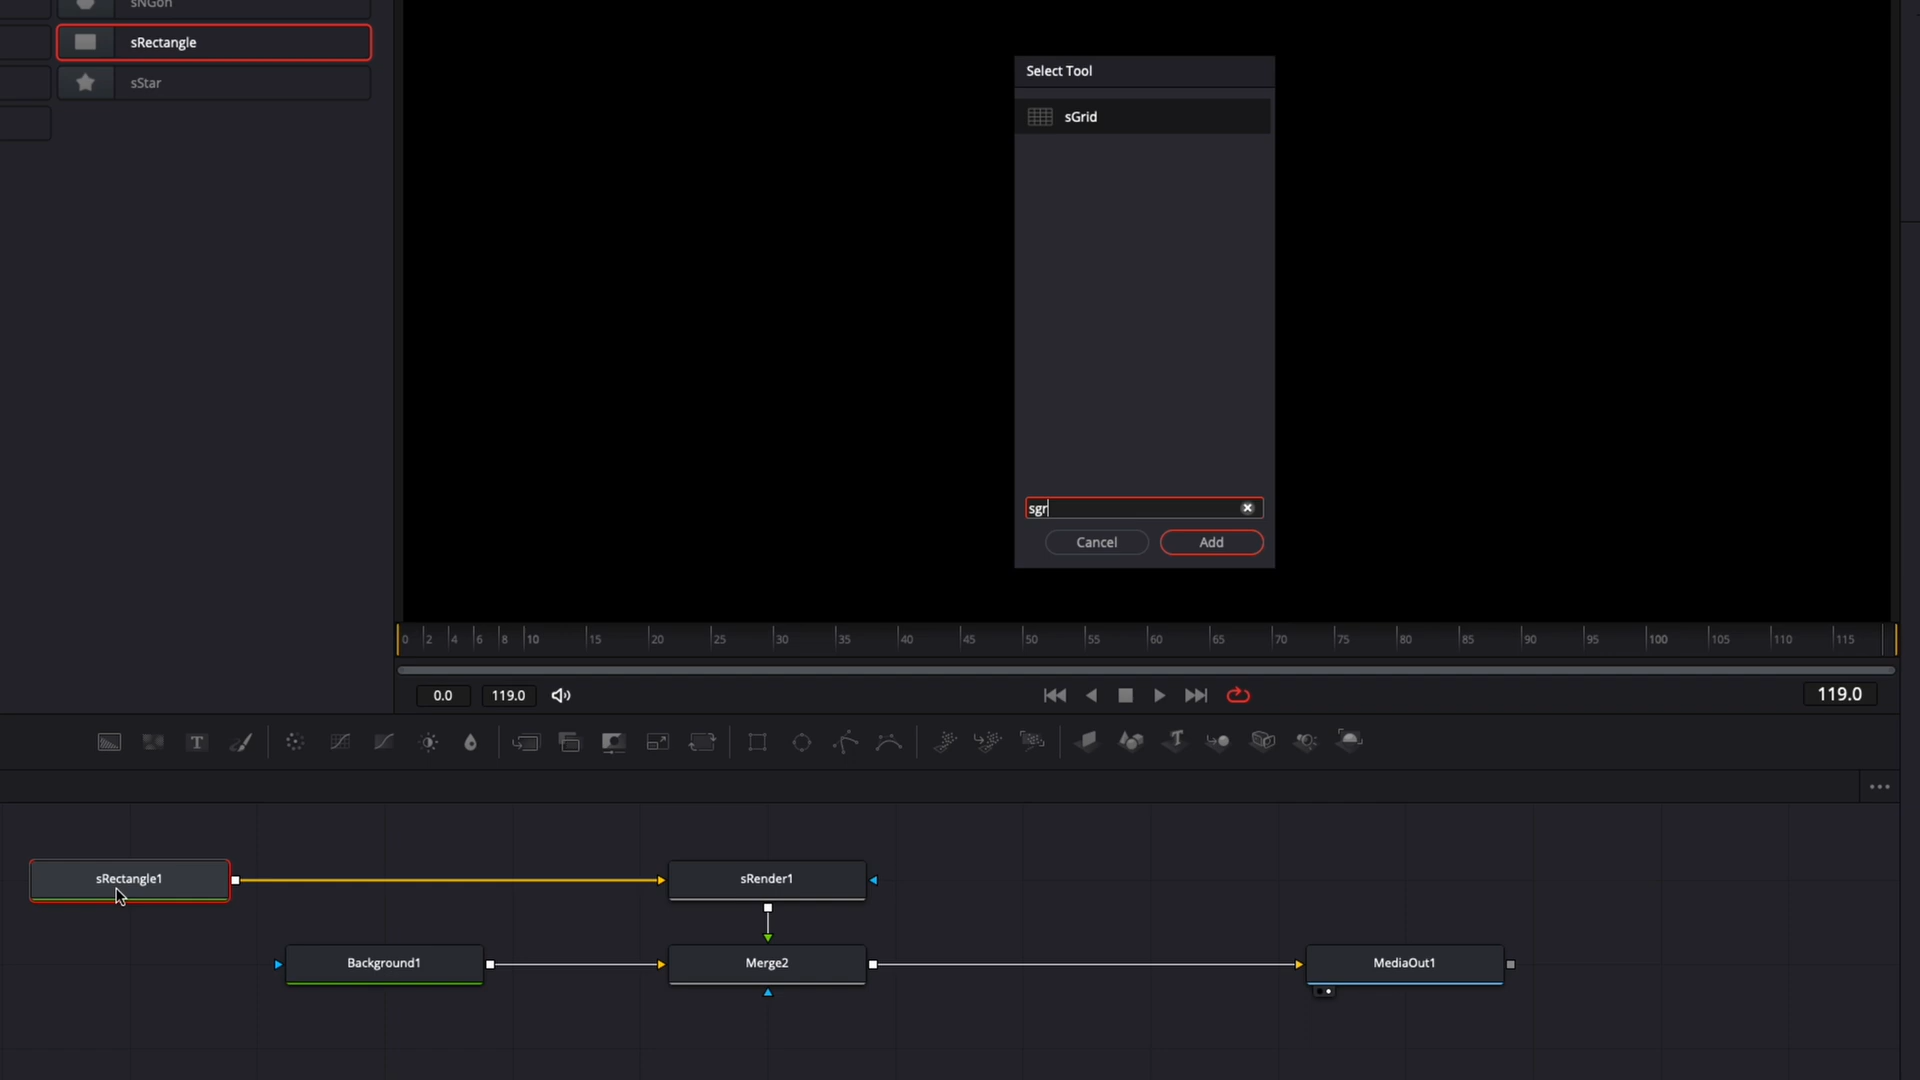 sNGon
sRectangle
sStar
Select Tool
sGrid
sgr
Cancel
Add
0 2 4 6 8 10 15 20 25 30 35 40 45 50 55 60 65 70 75 80 85 90 95 100 105 110 115
0.0
119.0
119.0
T
sRectangle1
sRender1
Background1
Merge2
MediaOut1